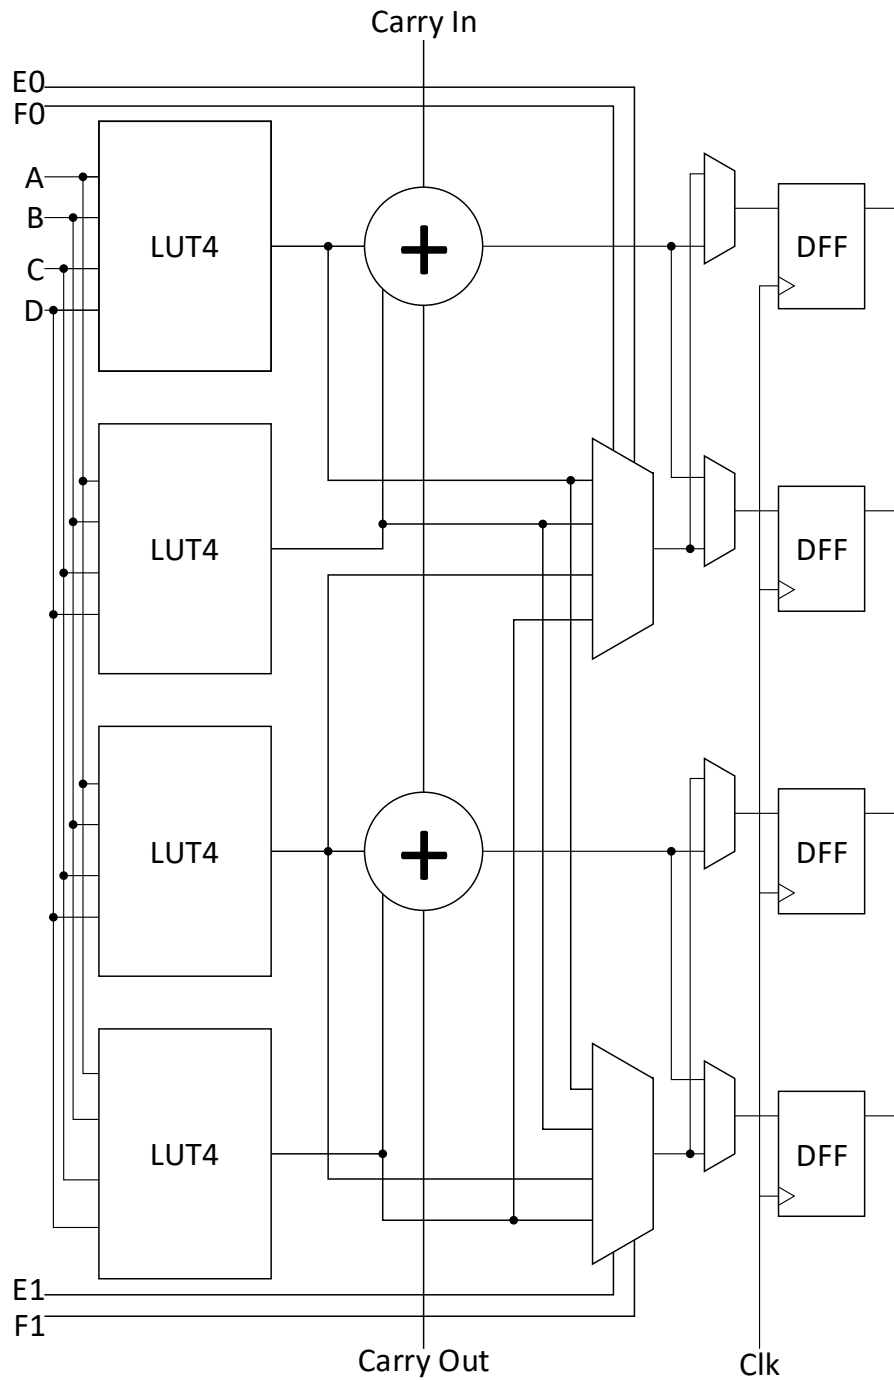 Carry In
E0
F0
A
B
C
D
LUT4
+
DFF
LUT4
DFF
LUT4
+
DFF
LUT4
DFF
E1
F1
Carry Out
Clk